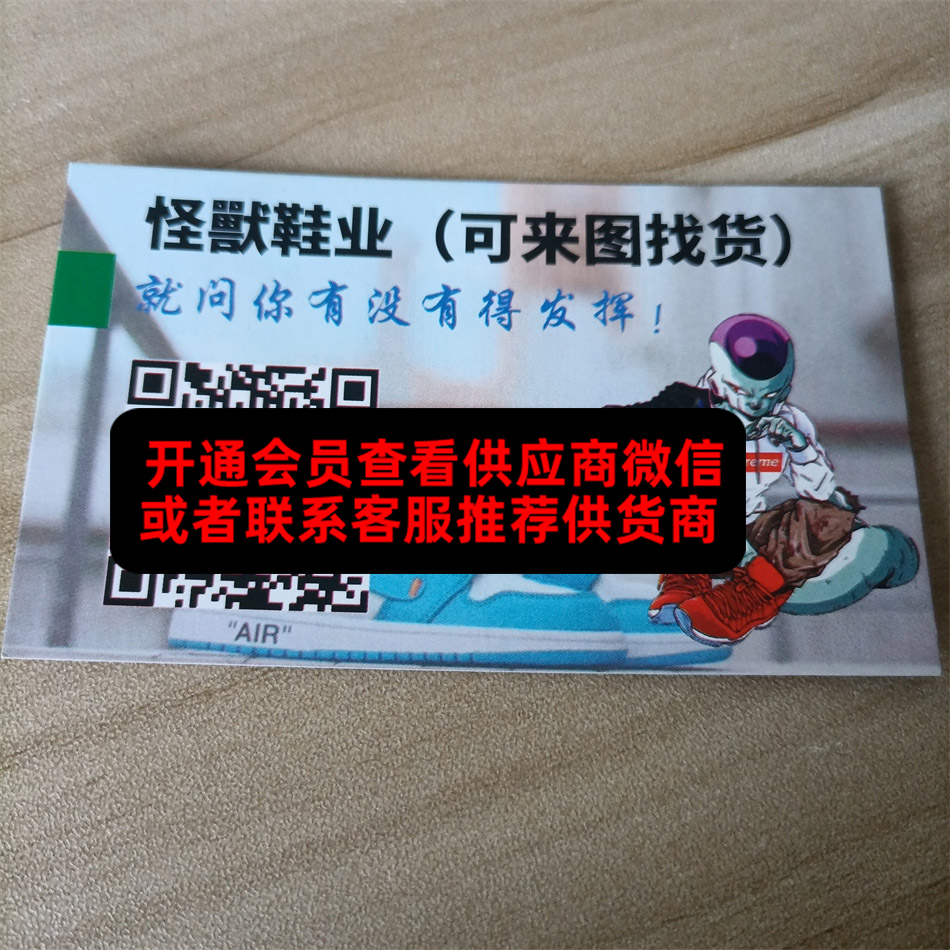 怪獸鞋业（可来图找货）
就问你有没有得发挥！
开通会员查看供应商微信
或者联系客服推荐供货商
reme
"AIR"